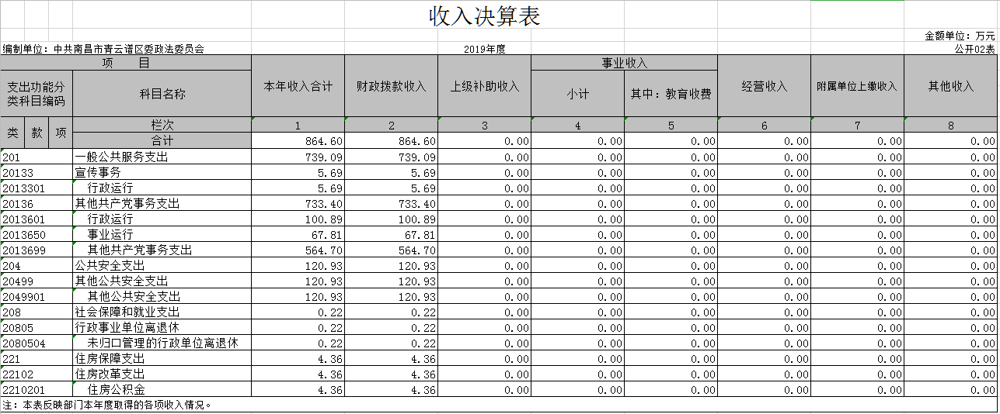 收入决算表
金额单位：万元
编制单位：中共南昌市青云谱区委政法委员会 2019年度 公开02表
项 目 本年收入合计 财政拨款收入 上级补助收入 事业收入 经营收入 附属单位上缴收入 其他收入
支出功能分类科目编码 科目名称 小计 其中：教育收费
类 款 项 栏次 1 2 3 4 5 6 7 8
合计 864.60 864.60 0.00 0.00 0.00 0.00 0.00 0.00
201 一般公共服务支出 739.09 739.09 0.00 0.00 0.00 0.00 0.00 0.00
20133 宣传事务 5.69 5.69 0.00 0.00 0.00 0.00 0.00 0.00
2013301 行政运行 5.69 5.69 0.00 0.00 0.00 0.00 0.00 0.00
20136 其他共产党事务支出 733.40 733.40 0.00 0.00 0.00 0.00 0.00 0.00
2013601 行政运行 100.89 100.89 0.00 0.00 0.00 0.00 0.00 0.00
2013650 事业运行 67.81 67.81 0.00 0.00 0.00 0.00 0.00 0.00
2013699 其他共产党事务支出 564.70 564.70 0.00 0.00 0.00 0.00 0.00 0.00
204 公共安全支出 120.93 120.93 0.00 0.00 0.00 0.00 0.00 0.00
20499 其他公共安全支出 120.93 120.93 0.00 0.00 0.00 0.00 0.00 0.00
2049901 其他公共安全支出 120.93 120.93 0.00 0.00 0.00 0.00 0.00 0.00
208 社会保障和就业支出 0.22 0.22 0.00 0.00 0.00 0.00 0.00 0.00
20805 行政事业单位离退休 0.22 0.22 0.00 0.00 0.00 0.00 0.00 0.00
2080504 未归口管理的行政单位离退休 0.22 0.22 0.00 0.00 0.00 0.00 0.00 0.00
221 住房保障支出 4.36 4.36 0.00 0.00 0.00 0.00 0.00 0.00
22102 住房改革支出 4.36 4.36 0.00 0.00 0.00 0.00 0.00 0.00
2210201 住房公积金 4.36 4.36 0.00 0.00 0.00 0.00 0.00 0.00
注：本表反映部门本年度取得的各项收入情况。